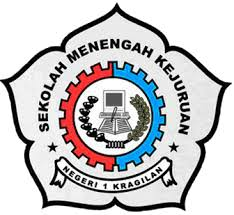 SEKOLAH MENENGAH KEJURUAN
NEGERI 1 KRAGILAN